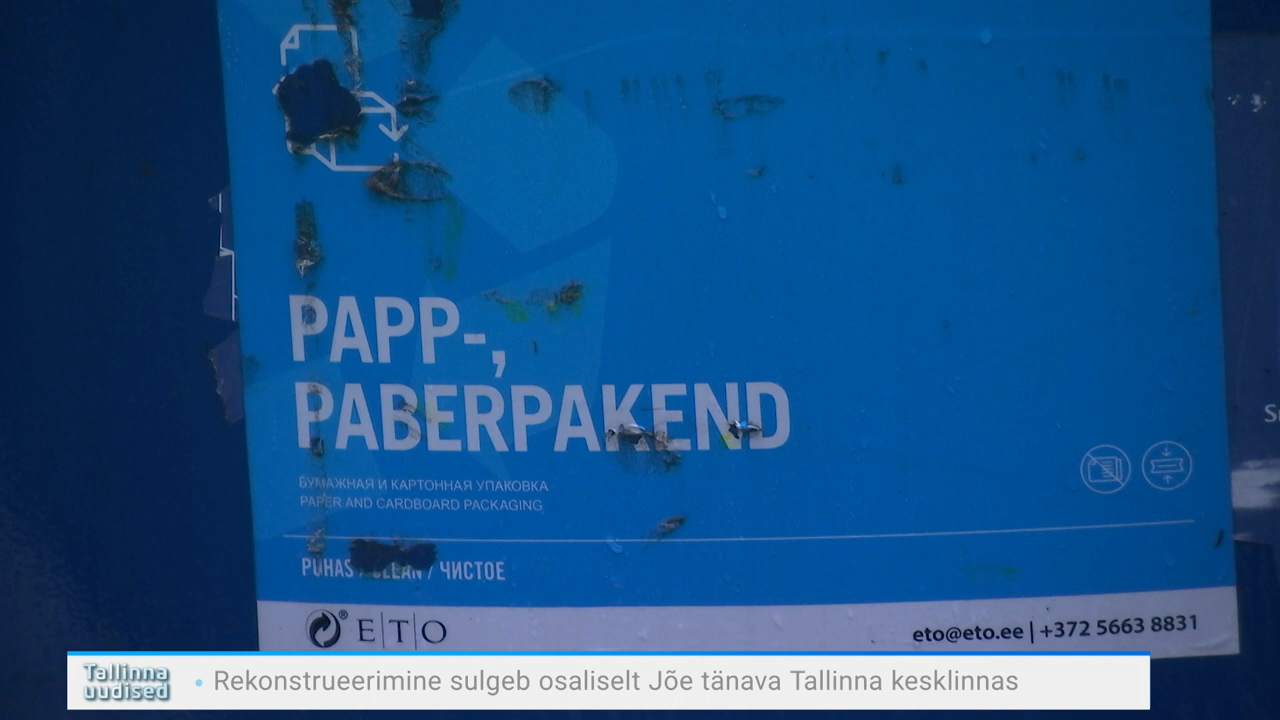 PAPP-,
PABERPAKEND
БУМАЖНАЯ И КАРТОННАЯ УПАКОВКА
PAPER AND CARDBOARD PACKAGING
PUHAS / CLEAN / ЧИСТОЕ
ETO
eto@eto.ee | +372 5663 8831
Tallinna
uudised
• Rekonstrueerimine sulgeb osaliselt Jõe tänava Tallinna kesklinnas